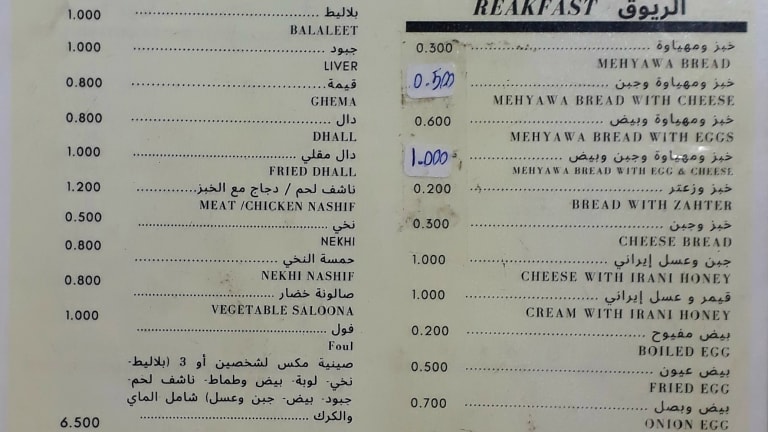 REAKFAST الريوق
خبز ومهياوة 0.300
MEHYAWA BREAD
خبز ومهياوة وجبن 0.500
MEHYAWA BREAD WITH CHEESE
خبز ومهياوة وبيض 0.600
MEHYAWA BREAD WITH EGGS
خبز ومهياوة وجبن وبيض 1.000
MEHYAWA BREAD WITH EGG & CHEESE
خبز وزعتر 0.200
BREAD WITH ZAHTER
خبز وجبن 0.300
CHEESE BREAD
جبن وعسل إيراني 1.000
CHEESE WITH IRANI HONEY
قيمر و عسل إيراني 1.000
CREAM WITH IRANI HONEY
بيض مفيوح 0.200
BOILED EGG
بيض عيون 0.500
FRIED EGG
بيض وبصل 0.700
ONION EGG
بلاليط 1.000
BALALEET
جبود 1.000
LIVER
قيمة 0.800
GHEMA
دال 0.800
DHALL
دال مقلي 1.000
FRIED DHALL
ناشف لحم / دجاج مع الخبز 1.200
MEAT /CHICKEN NASHIF
نخي 0.500
NEKHI
حمسة النخي 0.800
NEKHI NASHIF
صالونة خضار 0.800
VEGETABLE SALOONA
فول 1.000
Foul
صينية مكس لشخصين أو 3 (بلاليط-
نخي- لوبة- بيض وطماط- ناشف لحم-
جبود- بيض- جبن وعسل) شامل الماي
والكرك 6.500